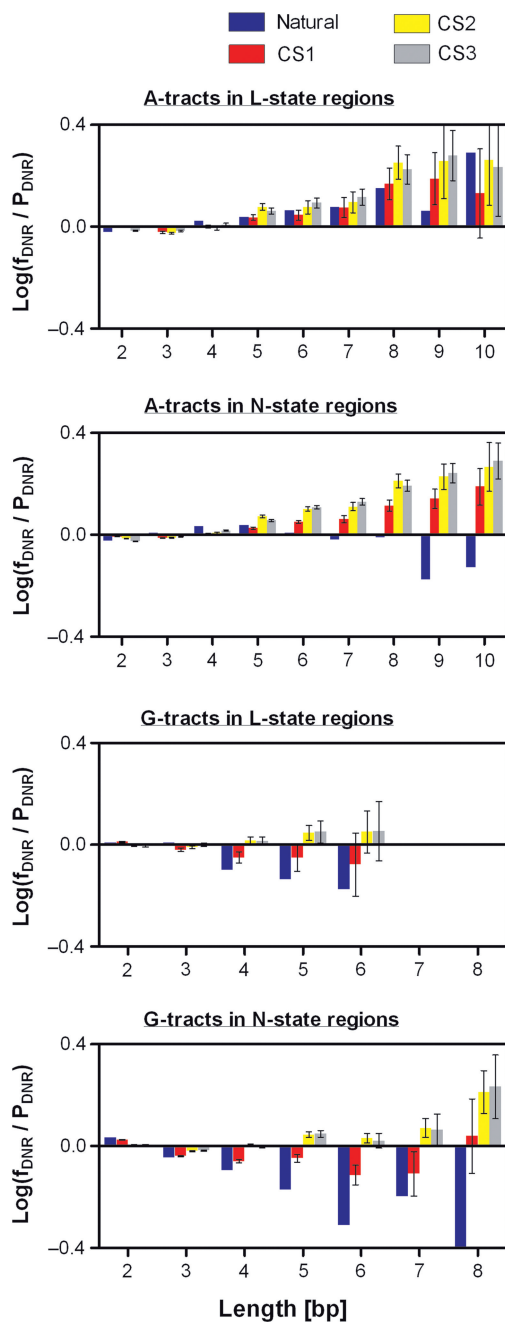 Natural CS2
CS1 CS3
A-tracts in L-state regions
Log(fDNR / PDNR)
0.4
0.0
–0.4
2 3 4 5 6 7 8 9 10
A-tracts in N-state regions
Log(fDNR / PDNR)
0.4
0.0
–0.4
2 3 4 5 6 7 8 9 10
G-tracts in L-state regions
Log(fDNR / PDNR)
0.4
0.0
–0.4
2 3 4 5 6 7 8
G-tracts in N-state regions
Log(fDNR / PDNR)
0.4
0.0
–0.4
2 3 4 5 6 7 8
Length [bp]